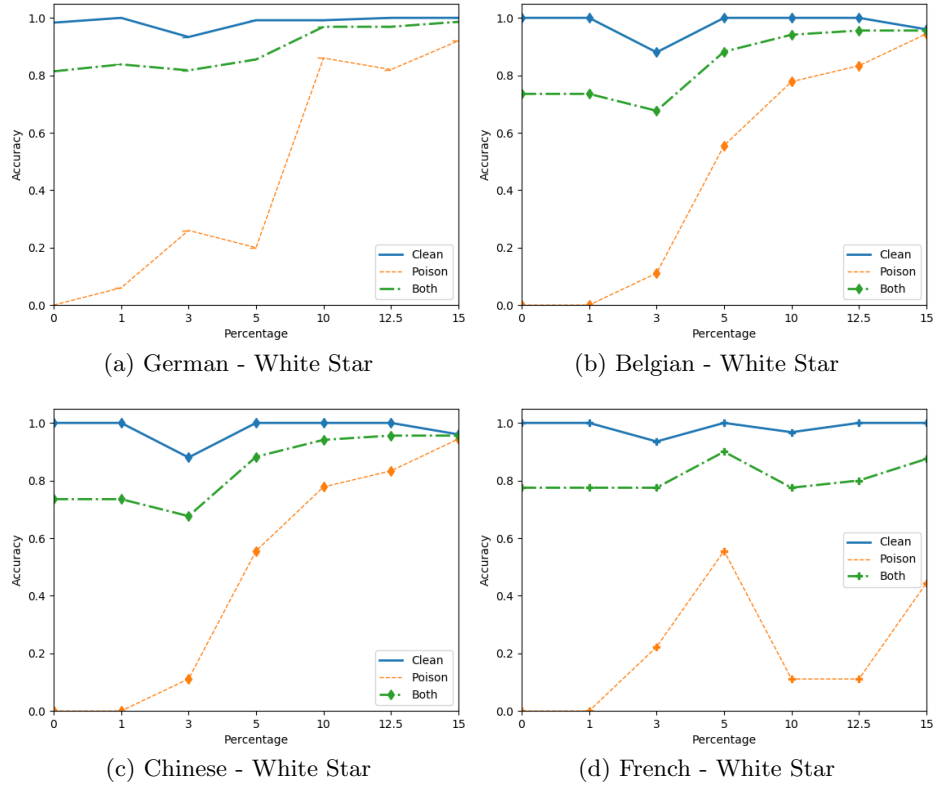 1.0
0.8
0.6
0.4
0.2
0.0
Accuracy
0 1 3 5 10 12.5 15
Percentage
Clean
Poison
Both
(a) German - White Star
1.0
0.8
0.6
0.4
0.2
0.0
Accuracy
0 1 3 5 10 12.5 15
Percentage
Clean
Poison
Both
(b) Belgian - White Star
1.0
0.8
0.6
0.4
0.2
0.0
Accuracy
0 1 3 5 10 12.5 15
Percentage
Clean
Poison
Both
(c) Chinese - White Star
1.0
0.8
0.6
0.4
0.2
0.0
Accuracy
0 1 3 5 10 12.5 15
Percentage
Clean
Poison
Both
(d) French - White Star